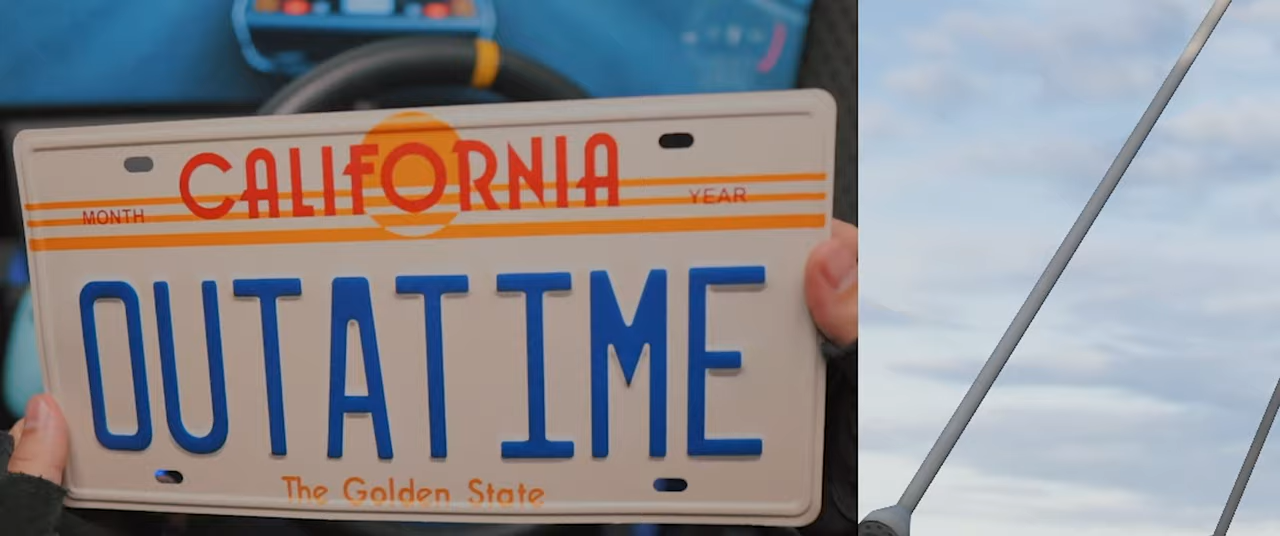 CALIFORNIA
MONTH
YEAR
OUTATIME
The Golden State